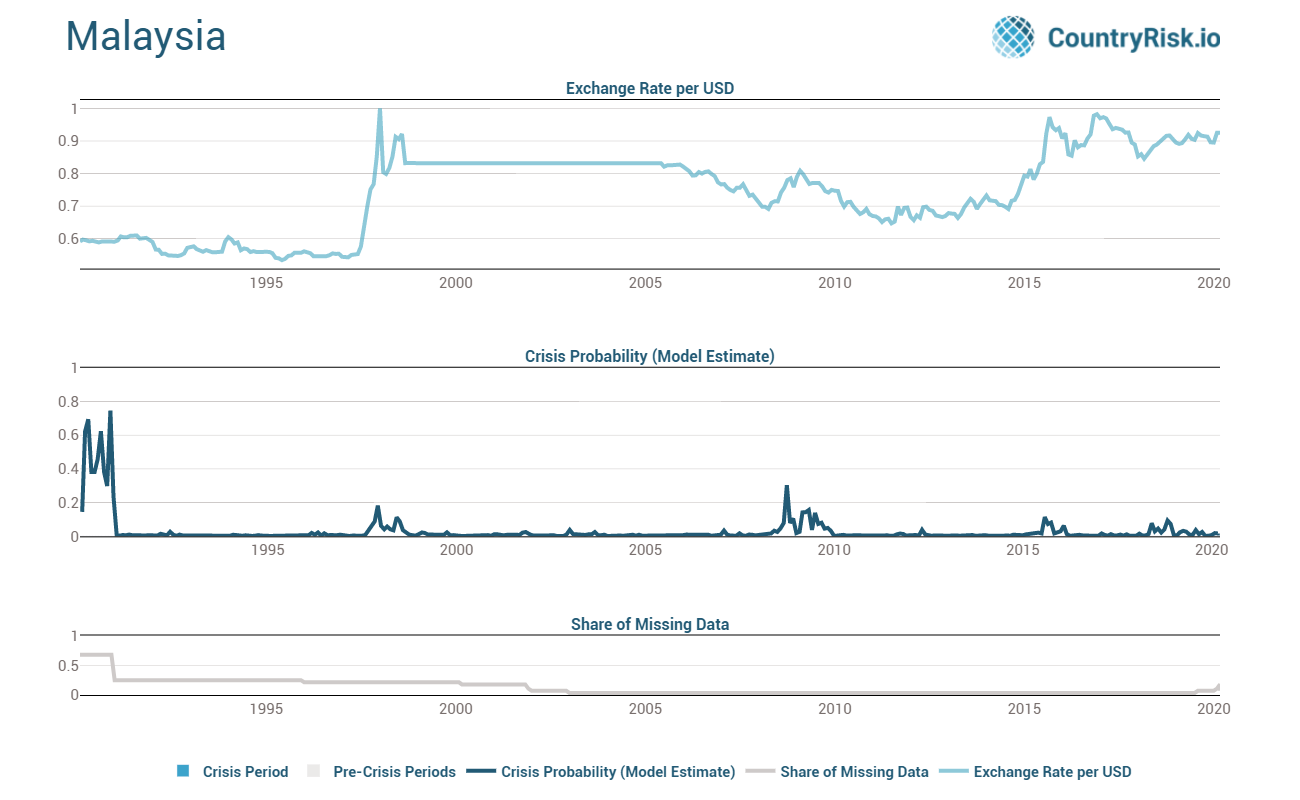 Malaysia
CountryRisk.io
Exchange Rate per USD
1
0.9
0.8
0.7
0.6
1995 2000 2005 2010 2015 2020
Crisis Probability (Model Estimate)
1
0.8
0.6
0.4
0.2
0
1995 2000 2005 2010 2015 2020
Share of Missing Data
1
0.5
0
1995 2000 2005 2010 2015 2020
Crisis Period Pre-Crisis Periods Crisis Probability (Model Estimate) Share of Missing Data Exchange Rate per USD